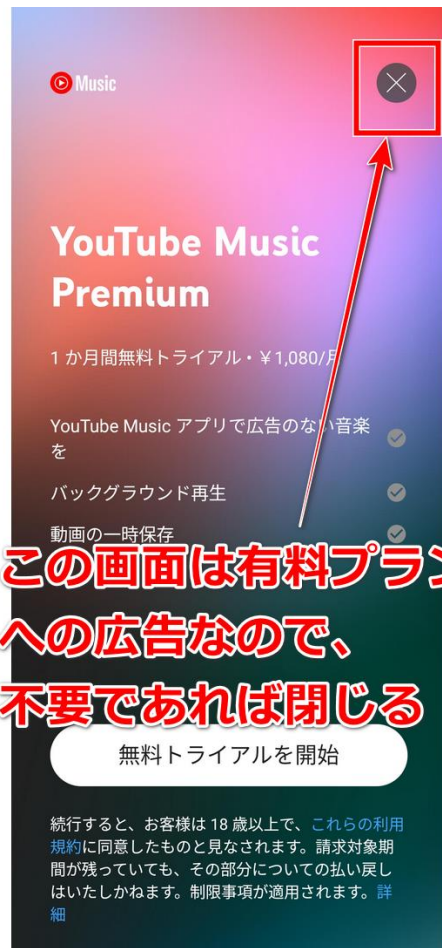 Music
YouTube Music
Premium
1 か月間無料トライアル・¥1,080/月
YouTube Music アプリで広告のない音楽
を
バックグラウンド再生
動画の一時保存
この画面は有料プラン
への広告なので、
不要であれば閉じる
無料トライアルを開始
続行すると、お客様は 18 歳以上で、これらの利用
規約に同意したものと見なされます。請求対象期
間が残っていても、その部分についての払い戻し
はいたしかねます。制限事項が適用されます。詳
細